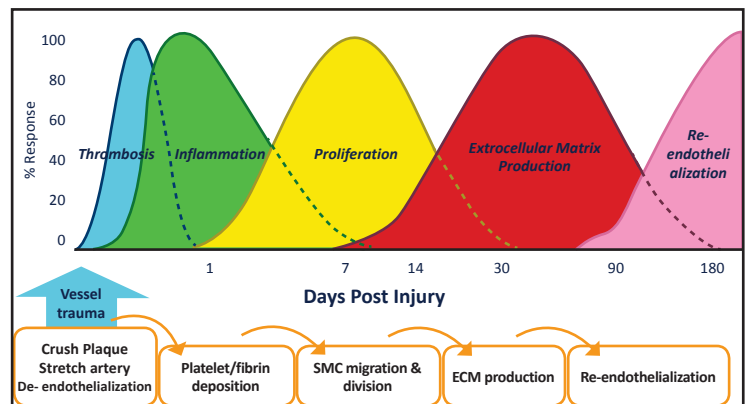 100
80
60
40
20
0
% Response
Thrombosis
Inflammation
Proliferation
Extrocellular Matrix
Production
Re-
endotheli
alization
1
7
14
30
90
180
Days Post Injury
Vessel
trauma
Crush Plaque
Stretch artery
De- endothelialization
Platelet/fibrin
deposition
SMC migration &
division
ECM production
Re-endothelialization